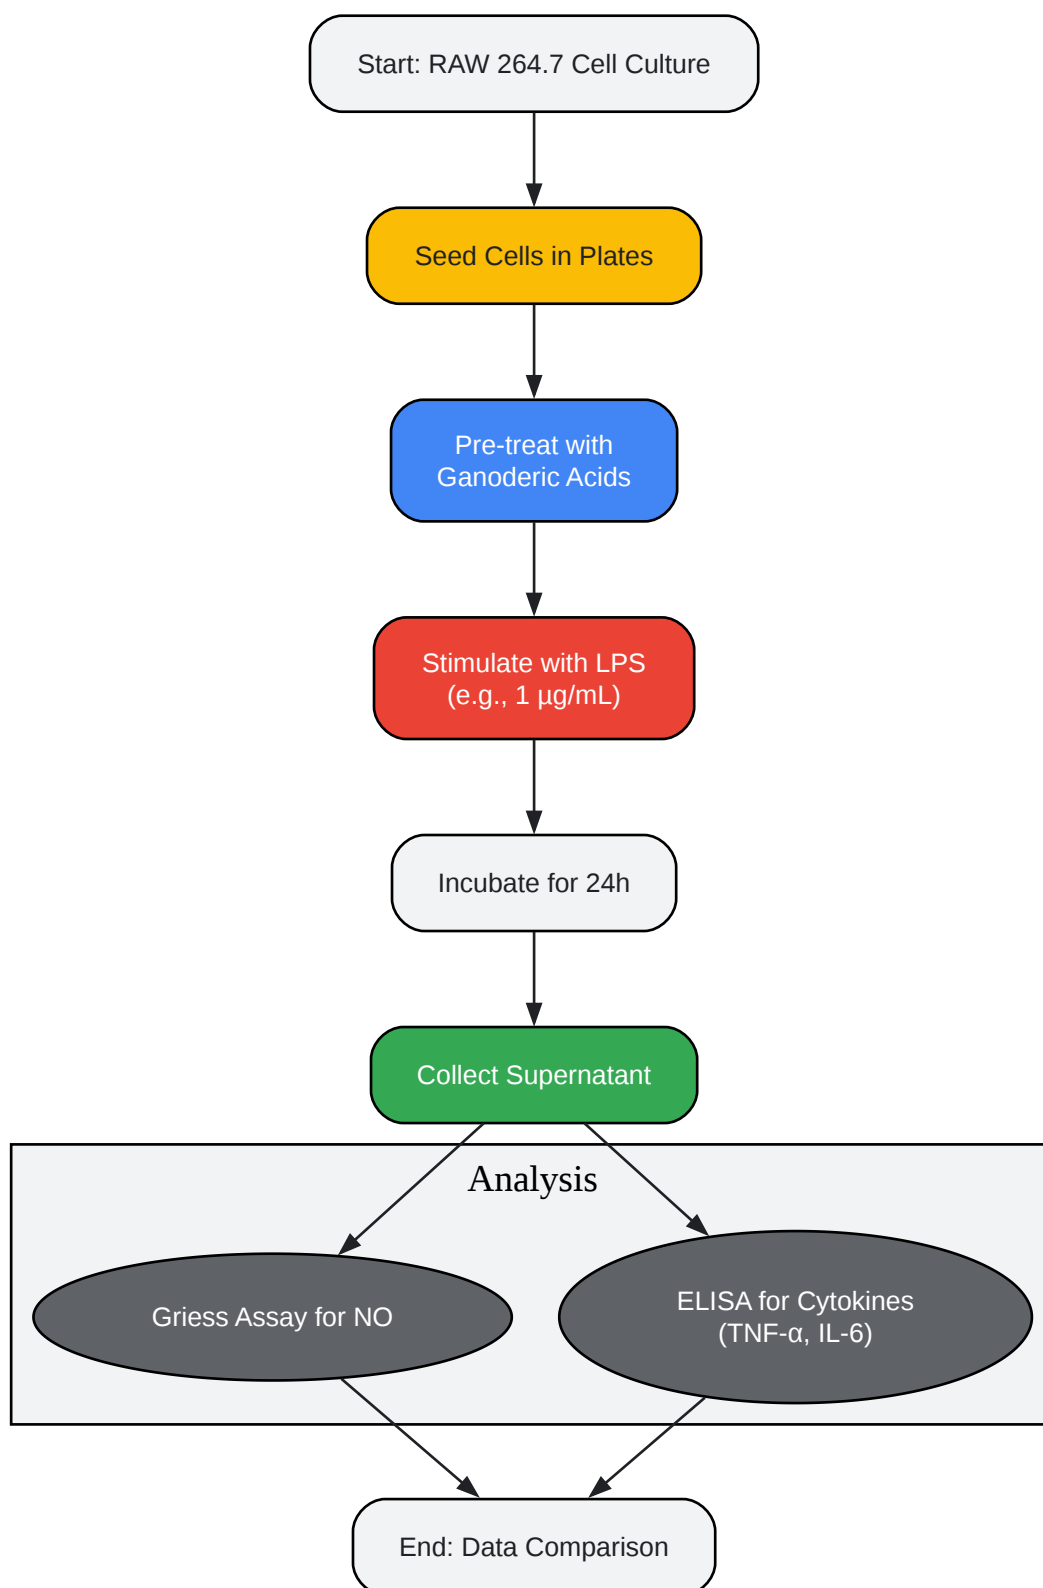 Start: RAW 264.7 Cell Culture
Seed Cells in Plates
Pre-treat with
Ganoderic Acids
Stimulate with LPS
(e.g., 1 µg/mL)
Incubate for 24h
Collect Supernatant
Analysis
Griess Assay for NO
ELISA for Cytokines
(TNF-α, IL-6)
End: Data Comparison